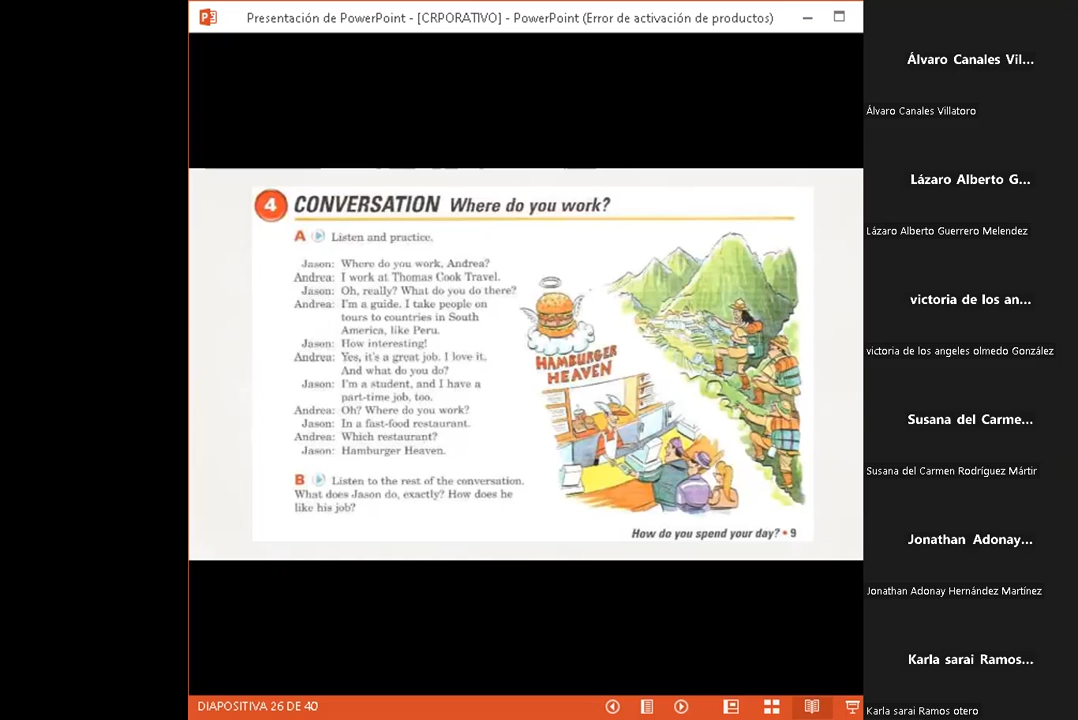 Presentación de PowerPoint - [CRPORATIVO] - PowerPoint (Error de activación de productos)
4 CONVERSATION Where do you work?
A Listen and practice.
Jason: Where do you work, Andrea?
Andrea: I work at Thomas Cook Travel.
Jason: Oh, really? What do you do there?
Andrea: I'm a guide. I take people on
tours to countries in South
America, like Peru.
Jason: How interesting!
Andrea: Yes, it's a great job. I love it.
And what do you do?
Jason: I'm a student, and I have a
part-time job, too.
Andrea: Oh? Where do you work?
Jason: In a fast-food restaurant.
Andrea: Which restaurant?
Jason: Hamburger Heaven.
B Listen to the rest of the conversation.
What does Jason do, exactly? How does he
like his job?
HAMBURGER
HEAVEN
How do you spend your day? • 9
DIAPOSITIVA 26 DE 40
Álvaro Canales Vil...
Álvaro Canales Villatoro
Lázaro Alberto G...
Lázaro Alberto Guerrero Melendez
victoria de los an...
victoria de los angeles olmedo González
Susana del Carme...
Susana del Carmen Rodríguez Mártir
Jonathan Adonay...
Jonathan Adonay Hernández Martínez
Karla sarai Ramos...
Karla sarai Ramos otero